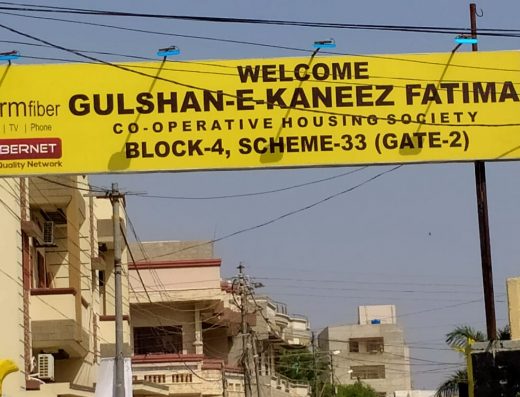 WELCOME
GULSHAN-E-KANEEZ FATIMA
CO-OPERATIVE HOUSING SOCIETY
BLOCK-4, SCHEME-33 (GATE-2)
rmfiber
| TV | Phone
BERNET
Quality Network